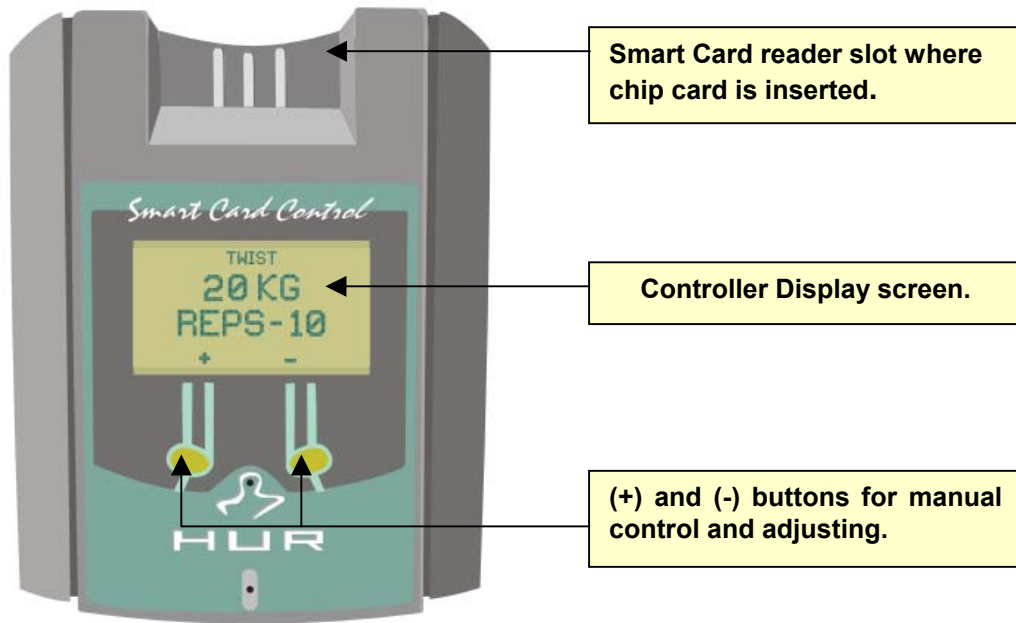 Smart Card reader slot where
chip card is inserted.
Smart Card Control
TWIST
20 KG
REPS-10
+ -
Controller Display screen.
(+) and (-) buttons for manual
control and adjusting.
HUR